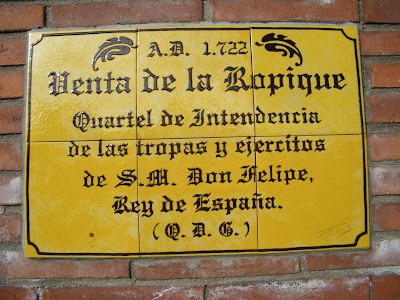 A.D. 1.722
Venta de la Ropique
Quartel de Intendencia
de las tropas y ejercitos
de S.M. Don Felipe,
Rey de España.
(Q.D.G.)